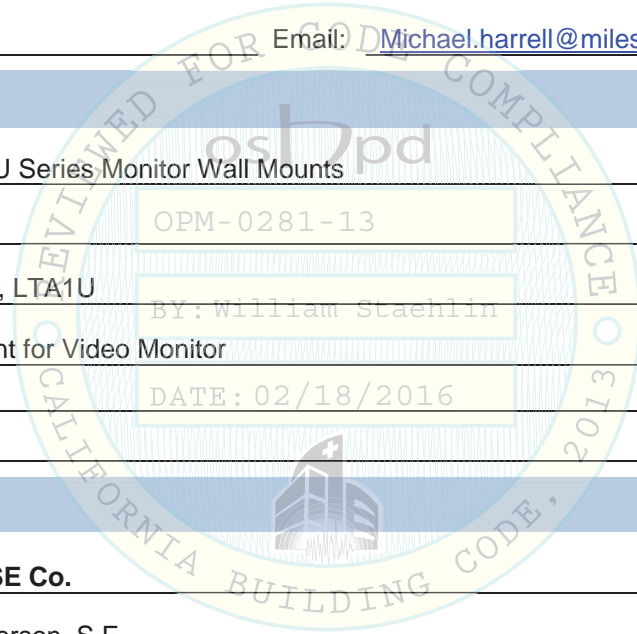 Email: Michael.harrell@miles
REVIEWED FOR CODE COMPLIANCE
oshpd
U Series Monitor Wall Mounts
OPM-0281-13
, LTA1U
BY: William Staehlin
nt for Video Monitor
DATE: 02/18/2016
CALIFORNIA BUILDING CODE, 2013
SE Co.
erson, S.E.